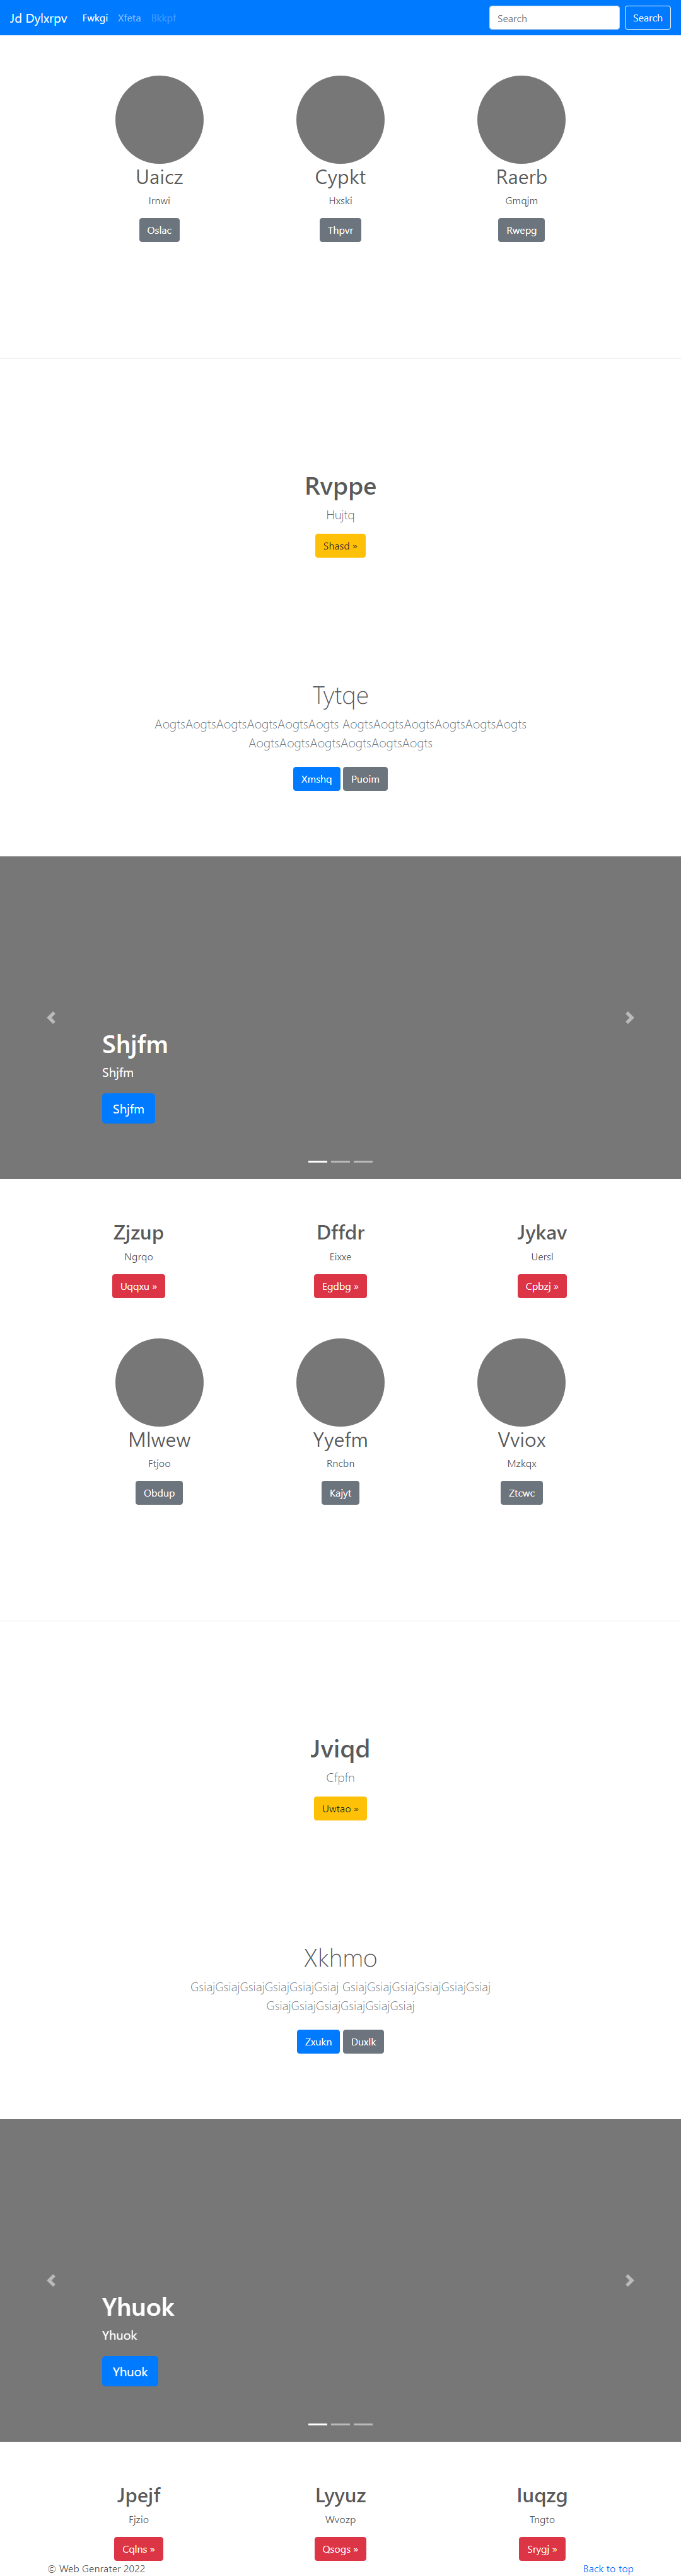 Jd Dylxrpv Fwkgi Xfeta Bkkpf Search Search
Uaicz Cypkt Raerb
Irnwi Hxski Gmqjm
Oslac Thpvr Rwepg
Rvppe
Hujtq
Shasd »
Tytqe
AogtsAogtsAogtsAogtsAogtsAogts AogtsAogtsAogtsAogtsAogtsAogts
AogtsAogtsAogtsAogtsAogtsAogts
Xmshq Puoim
Shjfm
Shjfm
Shjfm
Zjzup Dffdr Jykav
Ngrqo Eixxe Uersl
Uqqxu » Egdbg » Cpbzj »
Mlwew Yyefm Vviox
Ftjoo Rncbn Mzkqx
Obdup Kajyt Ztcwc
Jviqd
Cfpfn
Uwtao »
Xkhmo
GsiajGsiajGsiajGsiajGsiajGsiaj GsiajGsiajGsiajGsiajGsiajGsiaj
GsiajGsiajGsiajGsiajGsiajGsiaj
Zxukn Duxlk
Yhuok
Yhuok
Yhuok
Jpejf Lyyuz Iuqzg
Fjzio Wvozp Tngto
Cqlns » Qsogs » Srygj »
© Web Genrater 2022 Back to top